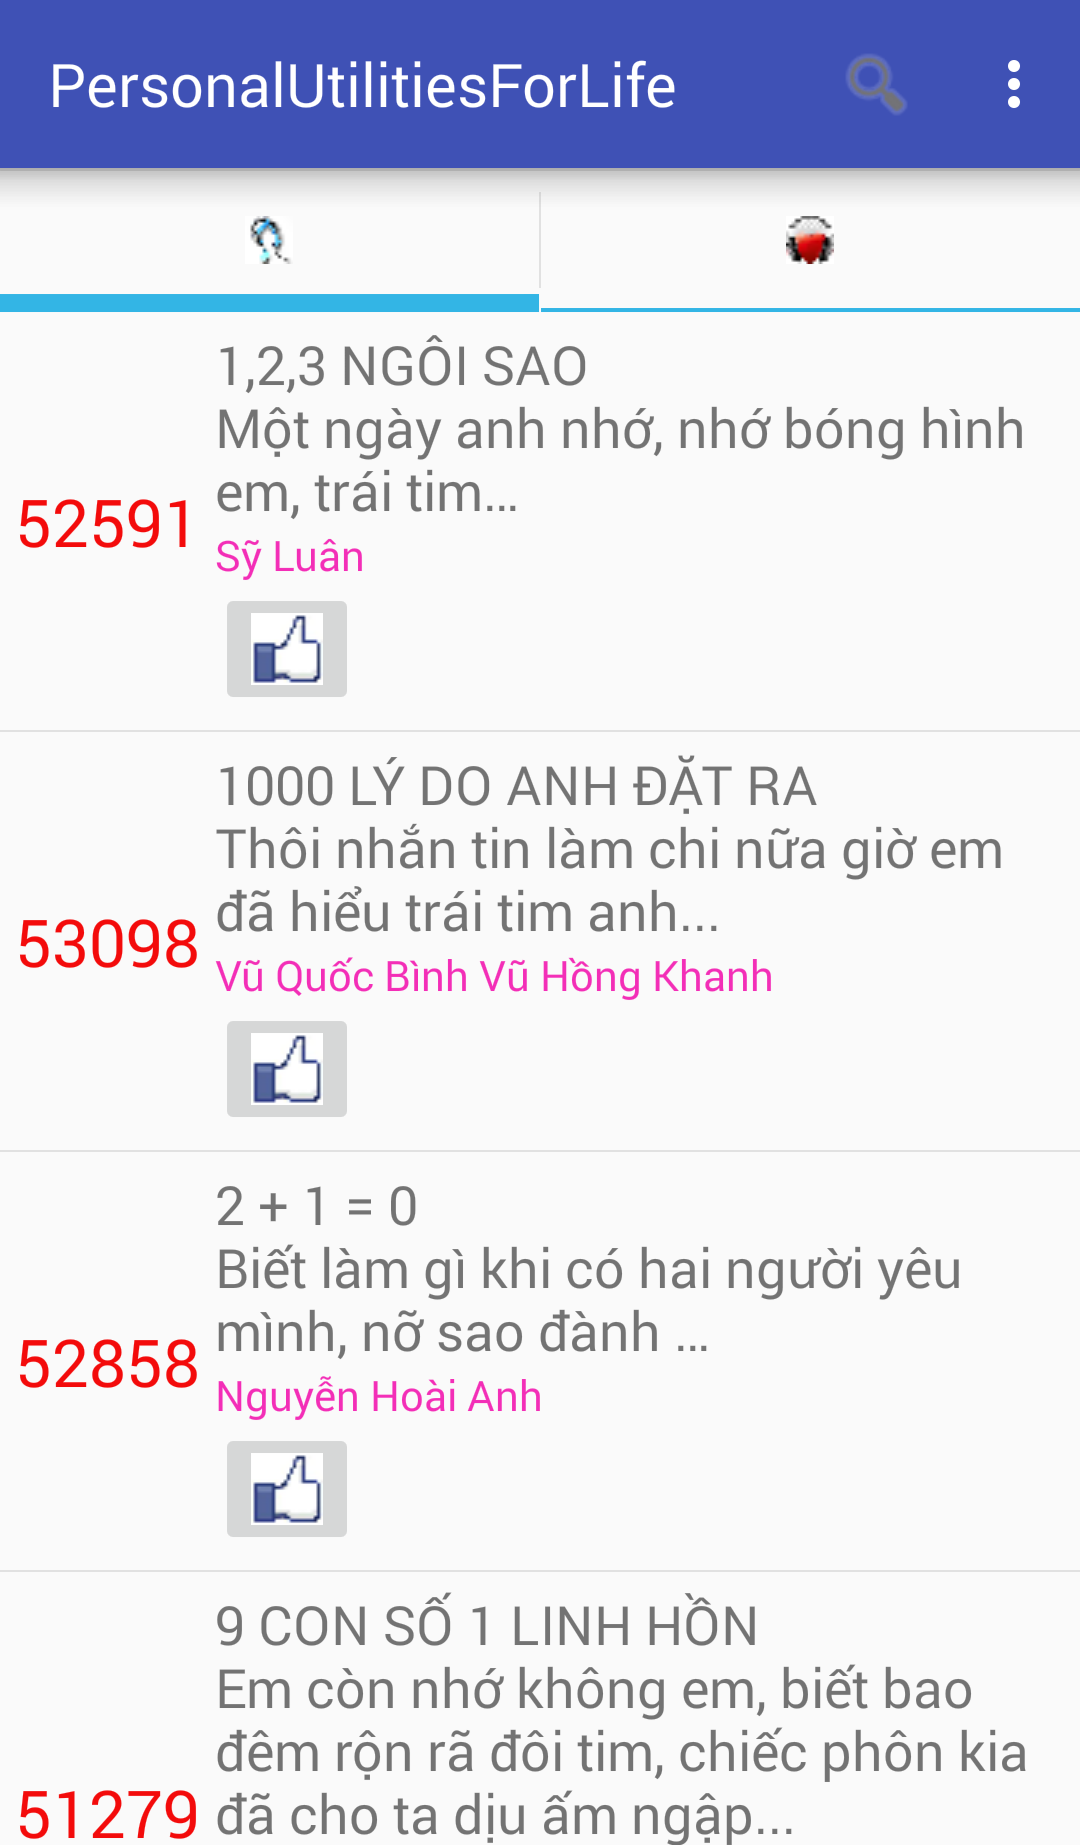 PersonalUtilitiesForLife
1,2,3 NGÔI SAO
Một ngày anh nhớ, nhớ bóng hình
em, trái tim...
52591
Sỹ Luân
1000 LÝ DO ANH ĐẶT RA
Thôi nhắn tin làm chi nữa giờ em
đã hiểu trái tim anh...
53098
Vũ Quốc Bình Vũ Hồng Khanh
2 + 1 = 0
Biết làm gì khi có hai người yêu
mình, nỡ sao đành ...
52858
Nguyễn Hoài Anh
9 CON SỐ 1 LINH HỒN
Em còn nhớ không em, biết bao
đêm rộn rã đôi tim, chiếc phôn kia
đã cho ta dịu ấm ngập...
51279